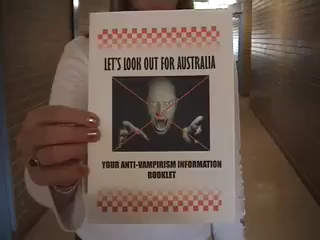 LET'S LOOK OUT FOR AUSTRALIA
YOUR ANTI-VAMPIRISM INFORMATION
BOOKLET